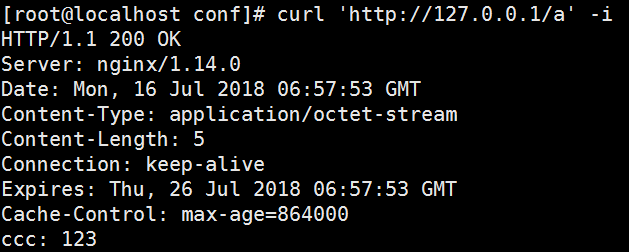 [root@localhost conf]# curl 'http://127.0.0.1/a' -i
HTTP/1.1 200 OK
Server: nginx/1.14.0
Date: Mon, 16 Jul 2018 06:57:53 GMT
Content-Type: application/octet-stream
Content-Length: 5
Connection: keep-alive
Expires: Thu, 26 Jul 2018 06:57:53 GMT
Cache-Control: max-age=864000
ccc: 123